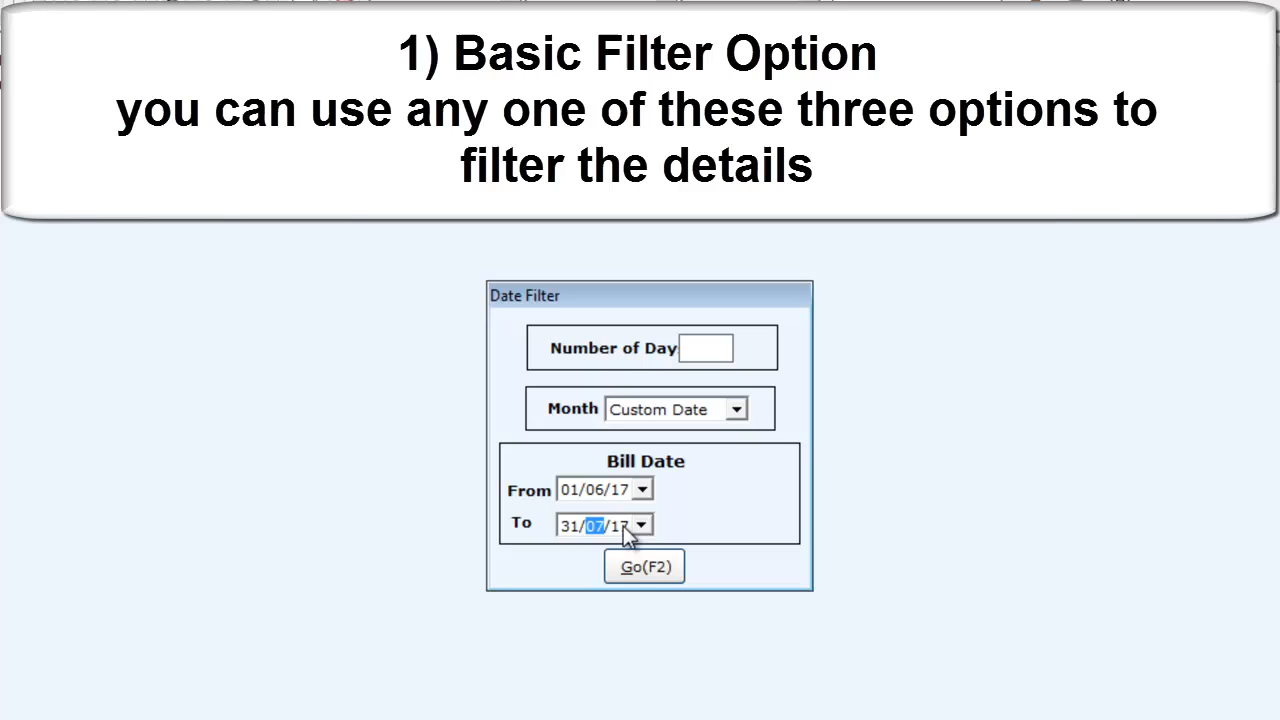 1) Basic Filter Option
you can use any one of these three options to
filter the details
Date Filter
Number of Day
Month Custom Date
Bill Date
From 01/06/17
To 31/07/17
Go(F2)